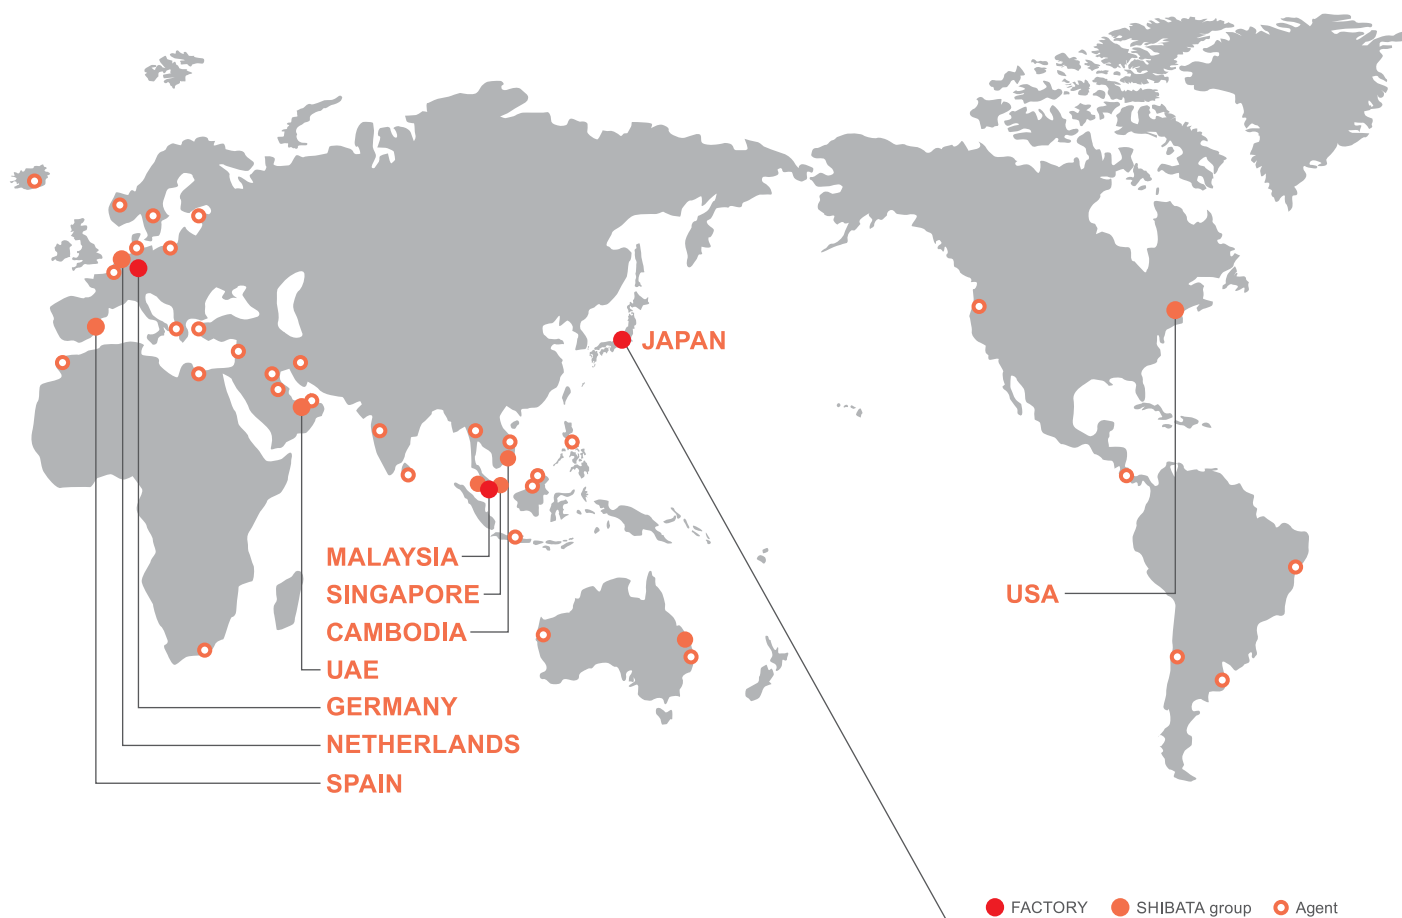 JAPAN
MALAYSIA
SINGAPORE
CAMBODIA
UAE
GERMANY
NETHERLANDS
SPAIN
USA
FACTORY SHIBATA group Agent